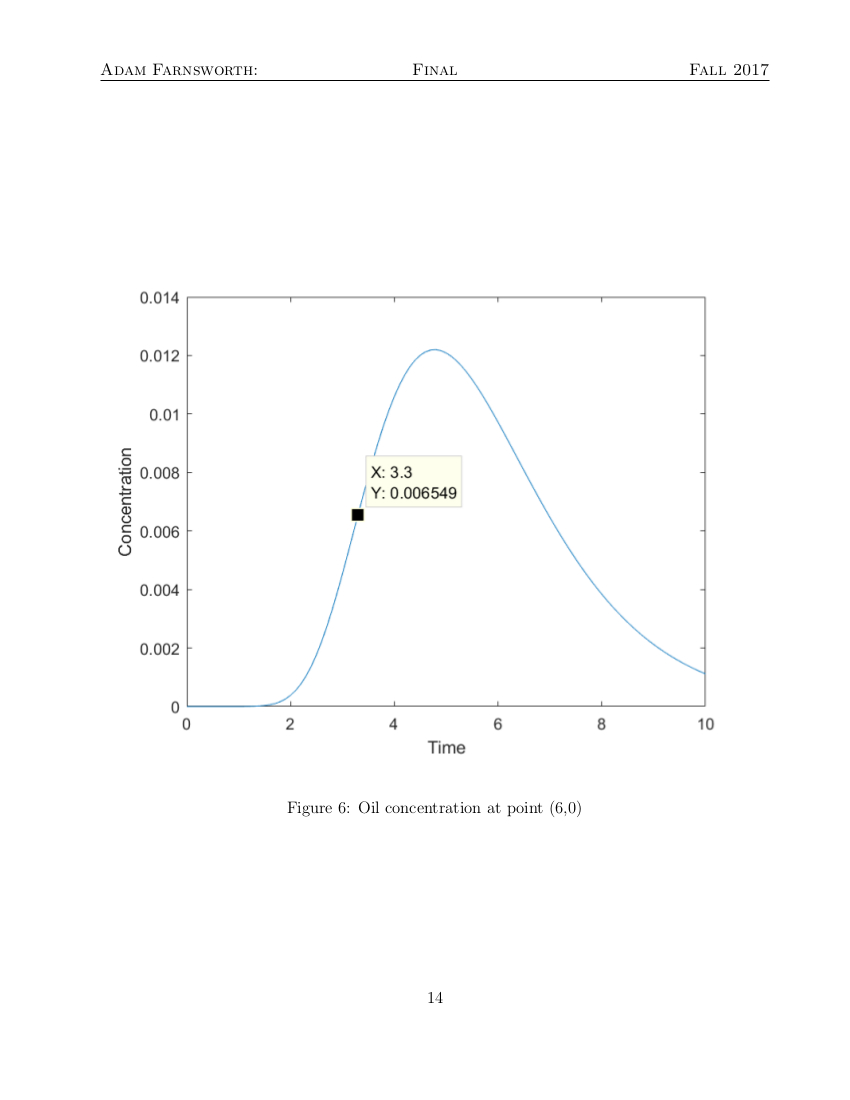 ADAM FARNSWORTH: FINAL FALL 2017
0.014
0.012
0.01
0.008
0.006
0.004
0.002
0
Concentration
X: 3.3
Y: 0.006549
0 2 4 6 8 10
Time
Figure 6: Oil concentration at point (6,0)
14